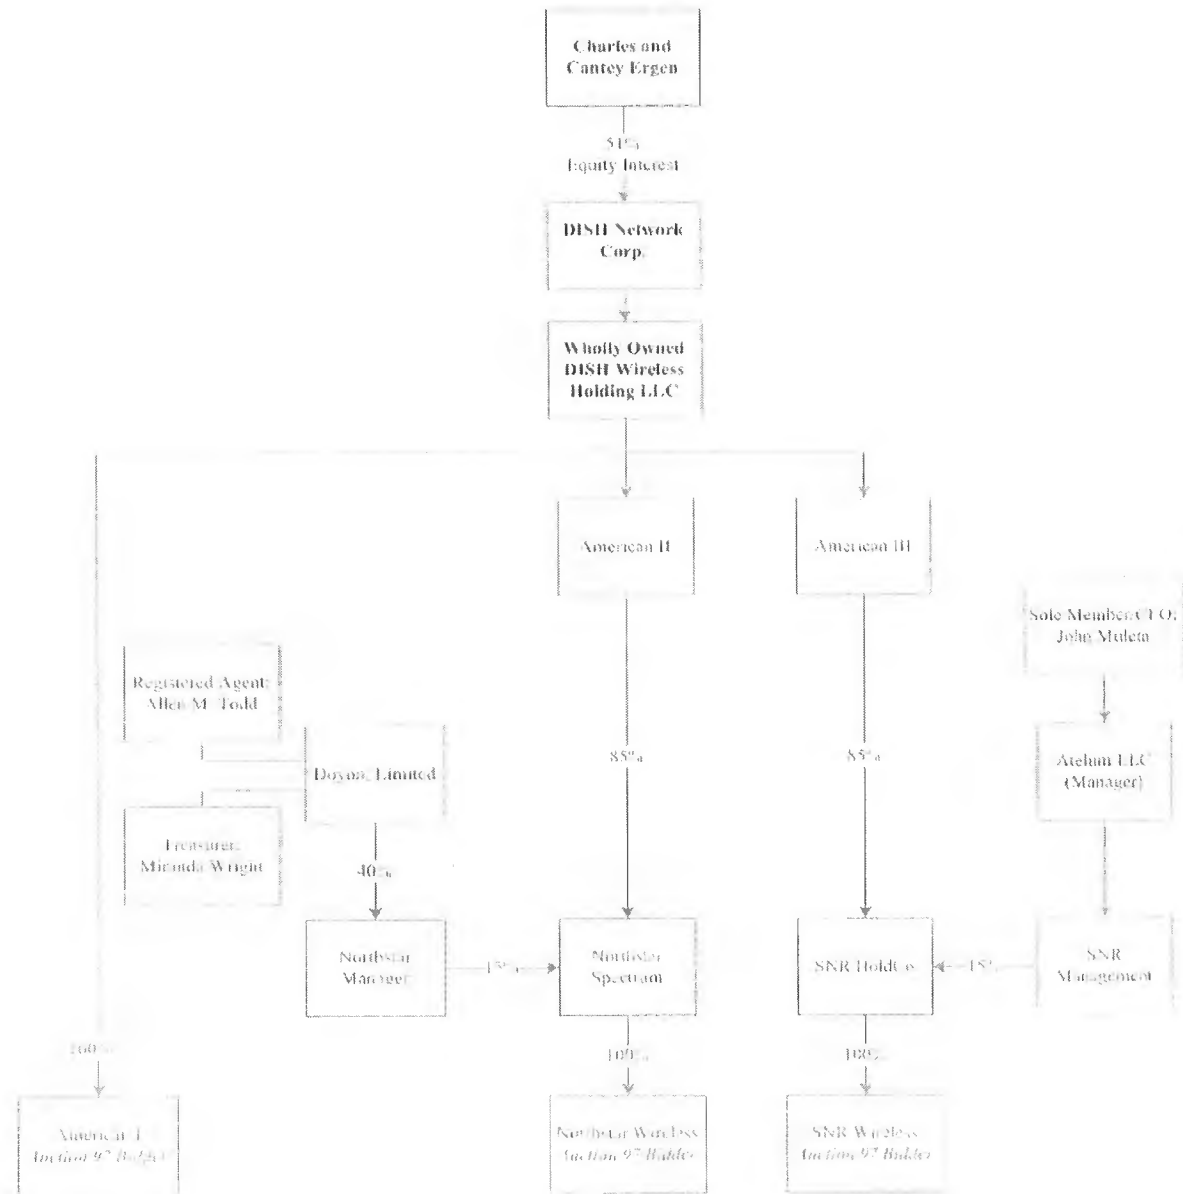 Charles and
Cantey Ergen
51%
Equity Interest
DISH Network
Corp.
Wholly Owned
DISH Wireless
Holding LLC
American II
American III
Sole Member/CEO:
John Muleta
Registered Agent:
Allen M. Todd
Doyon, Limited
85%
85%
Atelum LLC
(Manager)
Treasurer:
Miranda Wright
40%
Northstar
Manager
15%
Northstar
Spectrum
SNR HoldCo
15%
SNR
Management
100%
100%
100%
American I
Auction 97 Bidder
Northstar Wireless
Auction 97 Bidder
SNR Wireless
Auction 97 Bidder